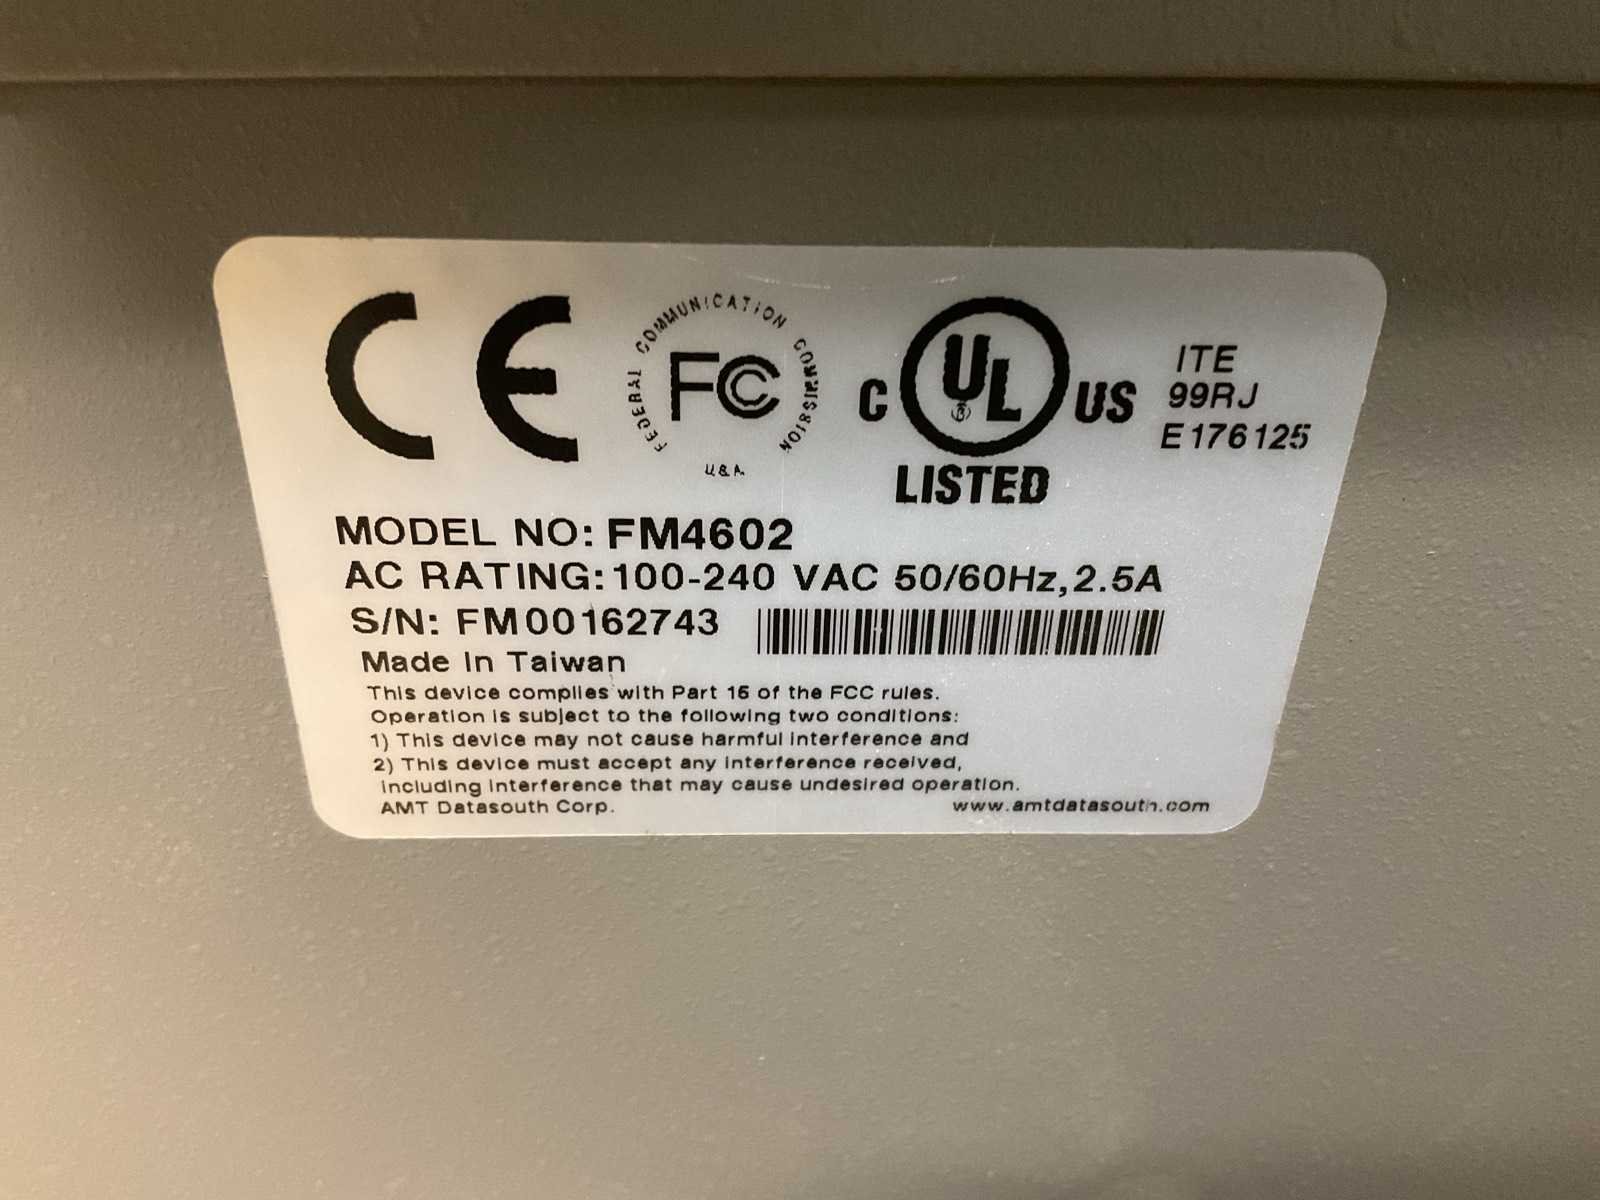 CE
FEDERAL COMMUNICATION COMMISSION
FC
U.S.A.
C UL US
LISTED
ITE
99RJ
E176125
MODEL NO: FM4602
AC RATING: 100-240 VAC 50/60Hz, 2.5A
S/N: FM00162743
Made In Taiwan
This device complies with Part 15 of the FCC rules.
Operation is subject to the following two conditions:
1) This device may not cause harmful interference and
2) This device must accept any interference received,
including interference that may cause undesired operation.
AMT Datasouth Corp. www.amtdatasouth.com